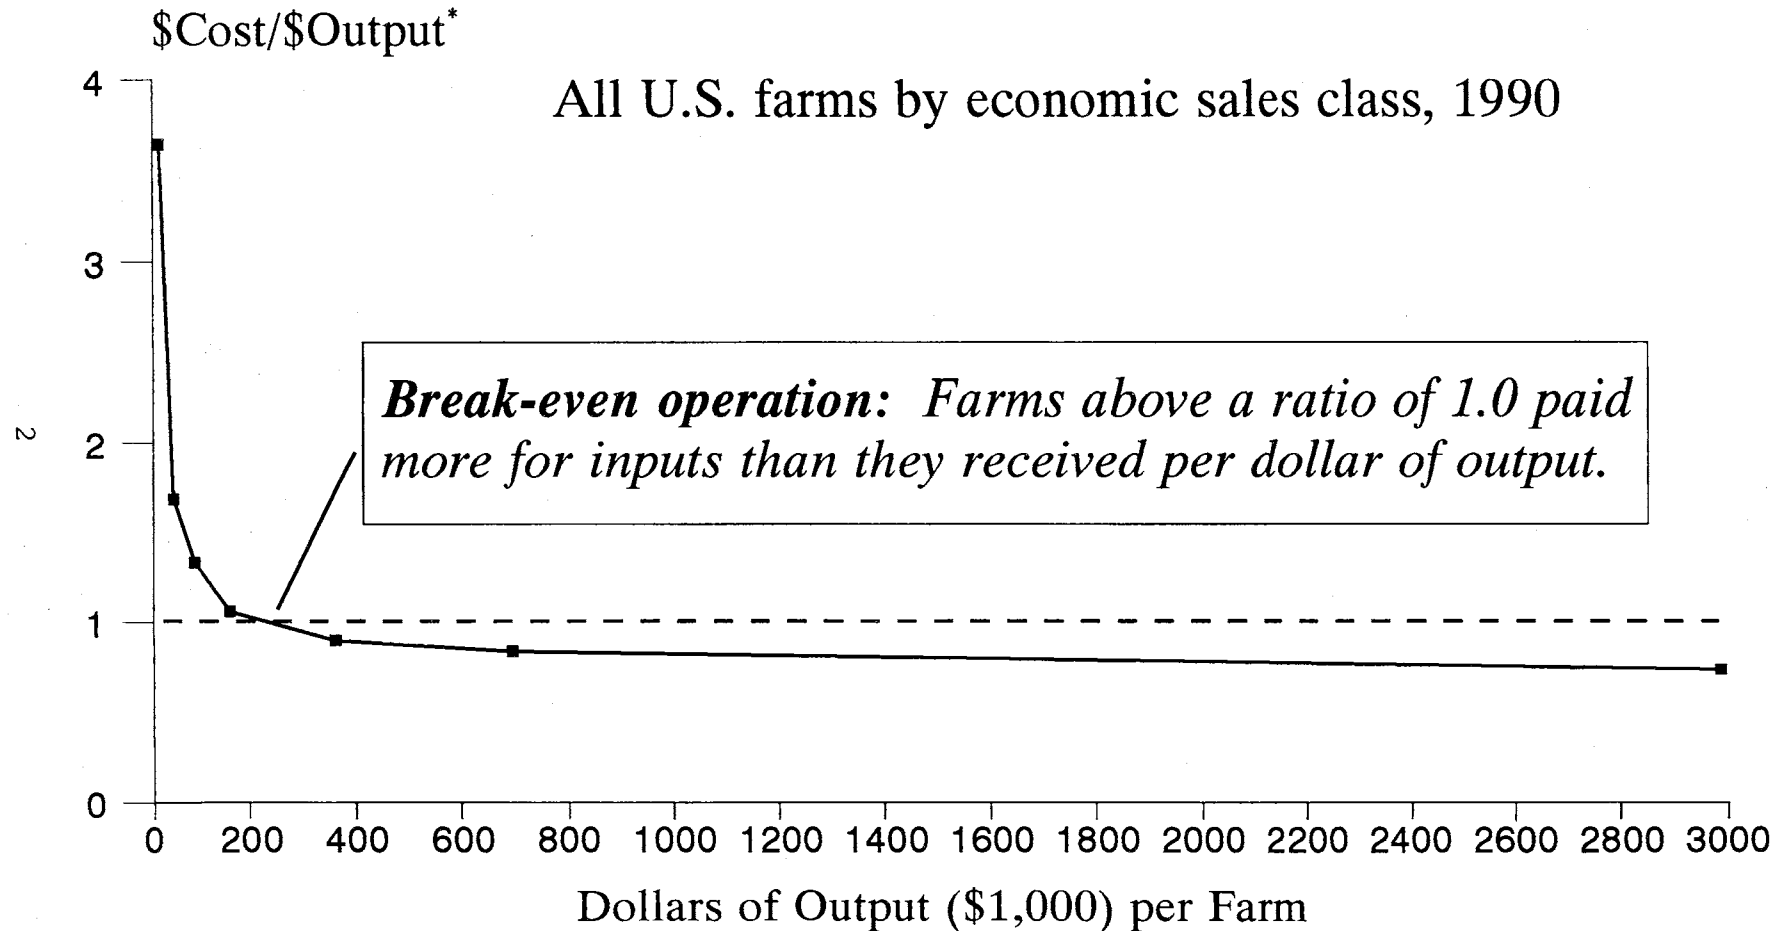 $Cost/$Output*
All U.S. farms by economic sales class, 1990
4
3
2
1
0
Break-even operation: Farms above a ratio of 1.0 paid
more for inputs than they received per dollar of output.
2
0 200 400 600 800 1000 1200 1400 1600 1800 2000 2200 2400 2600 2800 3000
Dollars of Output ($1,000) per Farm